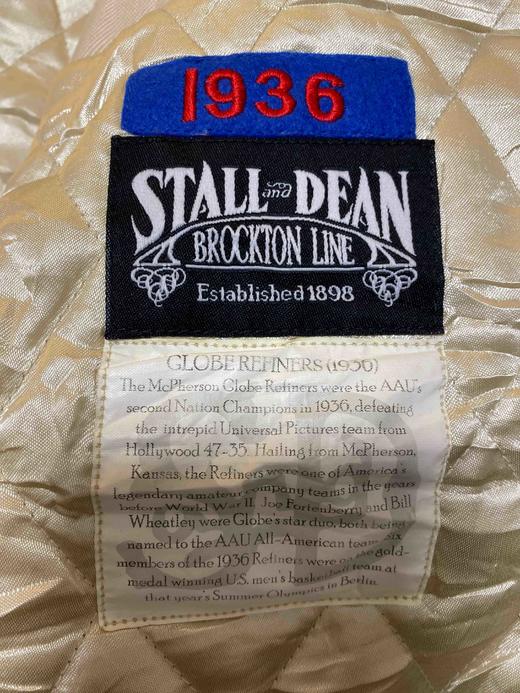 1936
STALL and DEAN
BROCKTON LINE
Established 1898
GLOBE REFINERS (1936)
The McPherson Globe Refiners were the AAU's
second Nation Champions in 1936, defeating
the intrepid Universal Pictures team from
Hollywood 47-35. Hailing from McPherson,
Kansas, the Refiners were one of America's
legendary amateur company teams in the years
before World War II. Joe Fortenberry and Bill
Wheatley were Globe's star duo, both being
named to the AAU All-American team. Six
members of the 1936 Refiners were on the gold-
medal winning U.S. men's basketball team at
that year's Summer Olympics in Berlin.